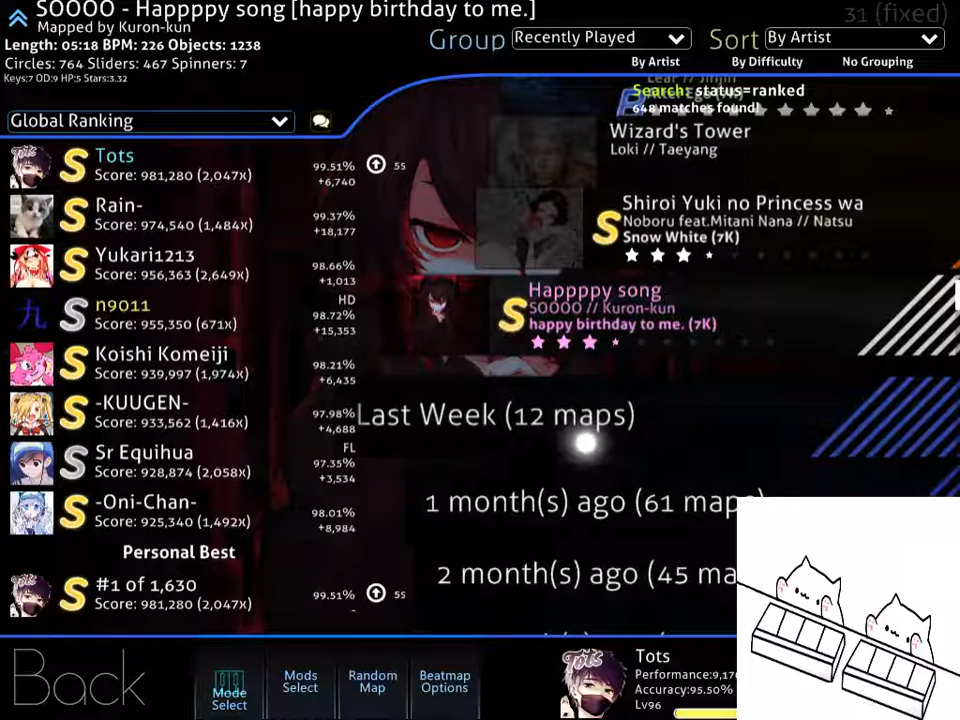 SOOOO - Happppy song [happy birthday to me.]
Mapped by Kuron-kun
Length: 05:18 BPM: 226 Objects: 1238
Circles: 764 Sliders: 467 Spinners: 7
Keys:7 OD:9 HP:5 Stars:3.32
31 (fixed)
Group Recently Played
Sort By Artist
By Artist By Difficulty No Grouping
Global Ranking
Search: status=ranked
648 matches found!
Wizard's Tower
Loki // Taeyang
Shiroi Yuki no Princess wa
Noboru feat.Mitani Nana // Natsu
S Snow White (7K)
Happppy song
SOOOO // Kuron-kun
S happy birthday to me. (7K)
Last Week (12 maps)
1 month(s) ago (61 maps)
2 month(s) ago (45 ma
S Tots
Score: 981,280 (2,047x)
99.51%
+6,740
5s
S Rain-
Score: 974,540 (1,484x)
99.37%
+18,177
S Yukari1213
Score: 956,363 (2,649x)
98.66%
+1,013
九
S n9011
Score: 955,350 (671x)
HD
98.72%
+15,353
S Koishi Komeiji
Score: 939,997 (1,974x)
98.21%
+6,435
S -KUUGEN-
Score: 933,562 (1,416x)
97.98%
+4,688
S Sr Equihua
Score: 928,874 (2,058x)
FL
97.35%
+3,534
S -Oni-Chan-
Score: 925,340 (1,492x)
98.01%
+8,984
Personal Best
S #1 of 1,630
Score: 981,280 (2,047x)
99.51%
-
5s
Back
Mode
Select
Mods
Select
Random
Map
Beatmap
Options
Tots
Tots
Performance:9,17
Accuracy:95.50%
Lv96